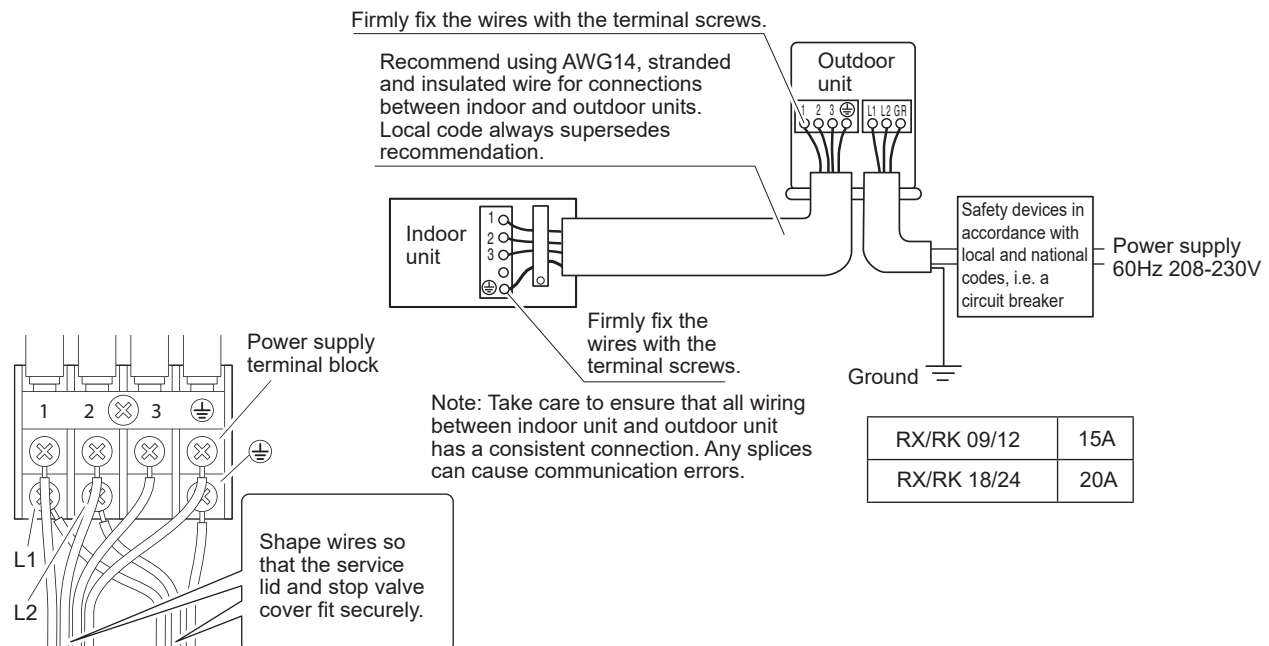 Firmly fix the wires with the terminal screws.
Recommend using AWG14, stranded
and insulated wire for connections
between indoor and outdoor units.
Local code always supersedes
recommendation.
Outdoor
unit
1 2 3
L1 L2 GR
Indoor
unit
1
2
3
Safety devices in
accordance with
local and national
codes, i.e. a
circuit breaker
Power supply
60Hz 208-230V
Firmly fix the
wires with the
terminal screws.
Ground
Note: Take care to ensure that all wiring
between indoor unit and outdoor unit
has a consistent connection. Any splices
can cause communication errors.
RX/RK 09/12 15A
RX/RK 18/24 20A
Power supply
terminal block
1 2 3
L1
L2
Shape wires so
that the service
lid and stop valve
cover fit securely.